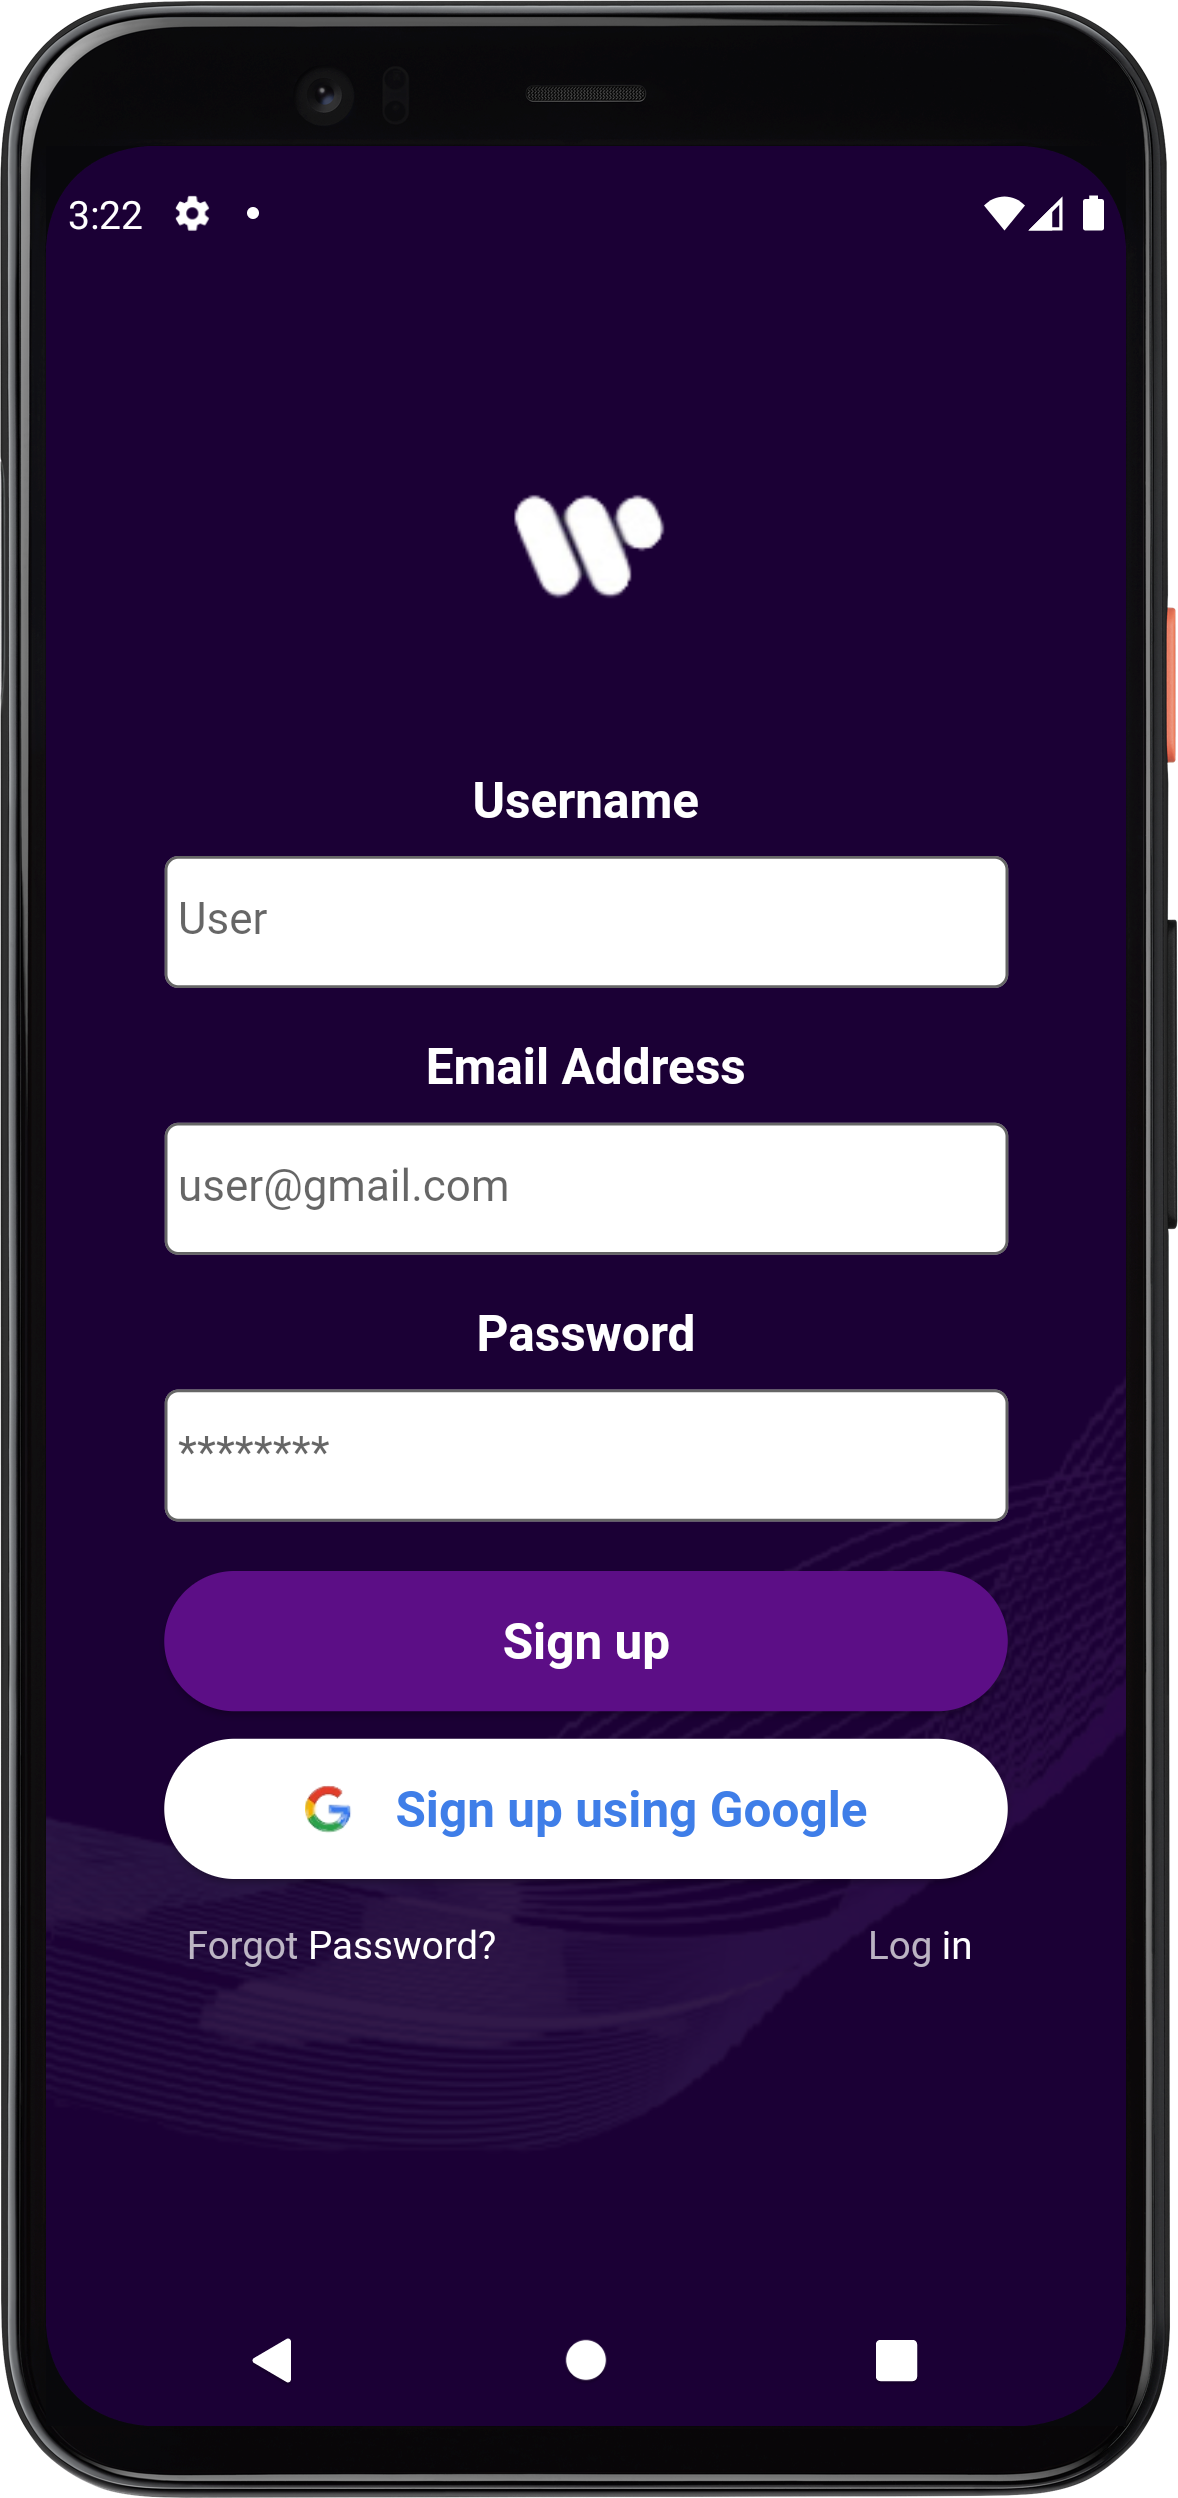 3:22
Username
User
Email Address
user@gmail.com
Password
********
Sign up
Sign up using Google
Forgot Password? Log in